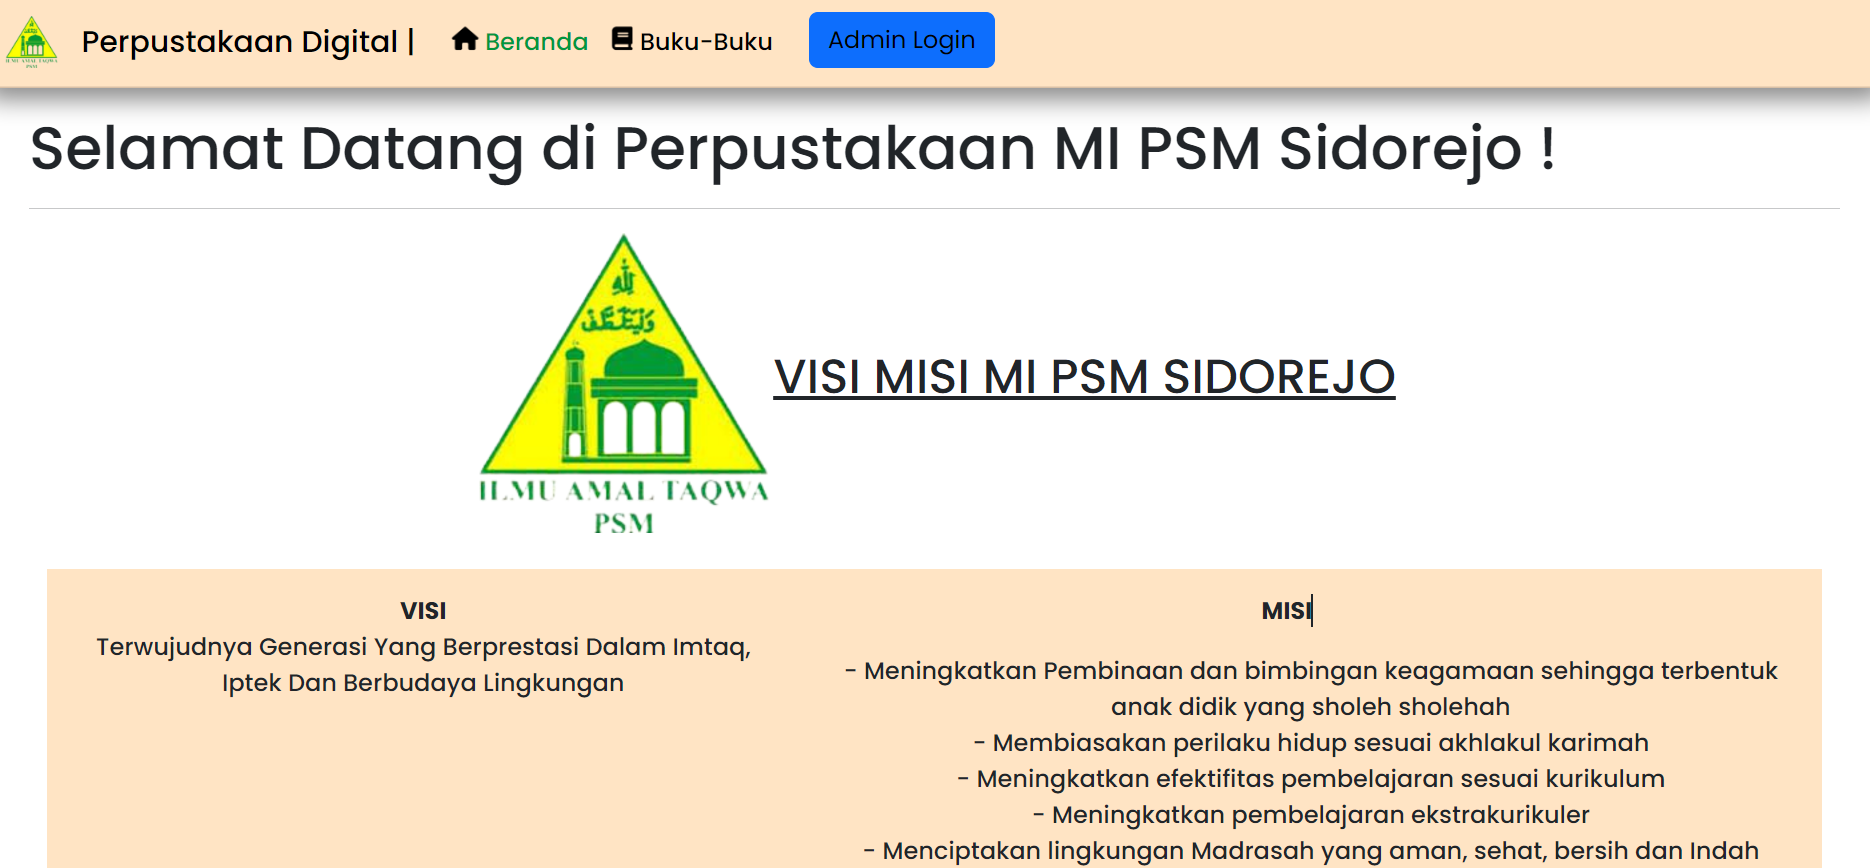 Perpustakaan Digital | Beranda Buku-Buku Admin Login
Selamat Datang di Perpustakaan MI PSM Sidorejo !
VISI MISI MI PSM SIDOREJO
ILMU AMAL TAQWA
PSM
VISI
Terwujudnya Generasi Yang Berprestasi Dalam Imtaq,
Iptek Dan Berbudaya Lingkungan
MISI
- Meningkatkan Pembinaan dan bimbingan keagamaan sehingga terbentuk
anak didik yang sholeh sholehah
- Membiasakan perilaku hidup sesuai akhlakul karimah
- Meningkatkan efektifitas pembelajaran sesuai kurikulum
- Meningkatkan pembelajaran ekstrakurikuler
- Menciptakan lingkungan Madrasah yang aman, sehat, bersih dan Indah